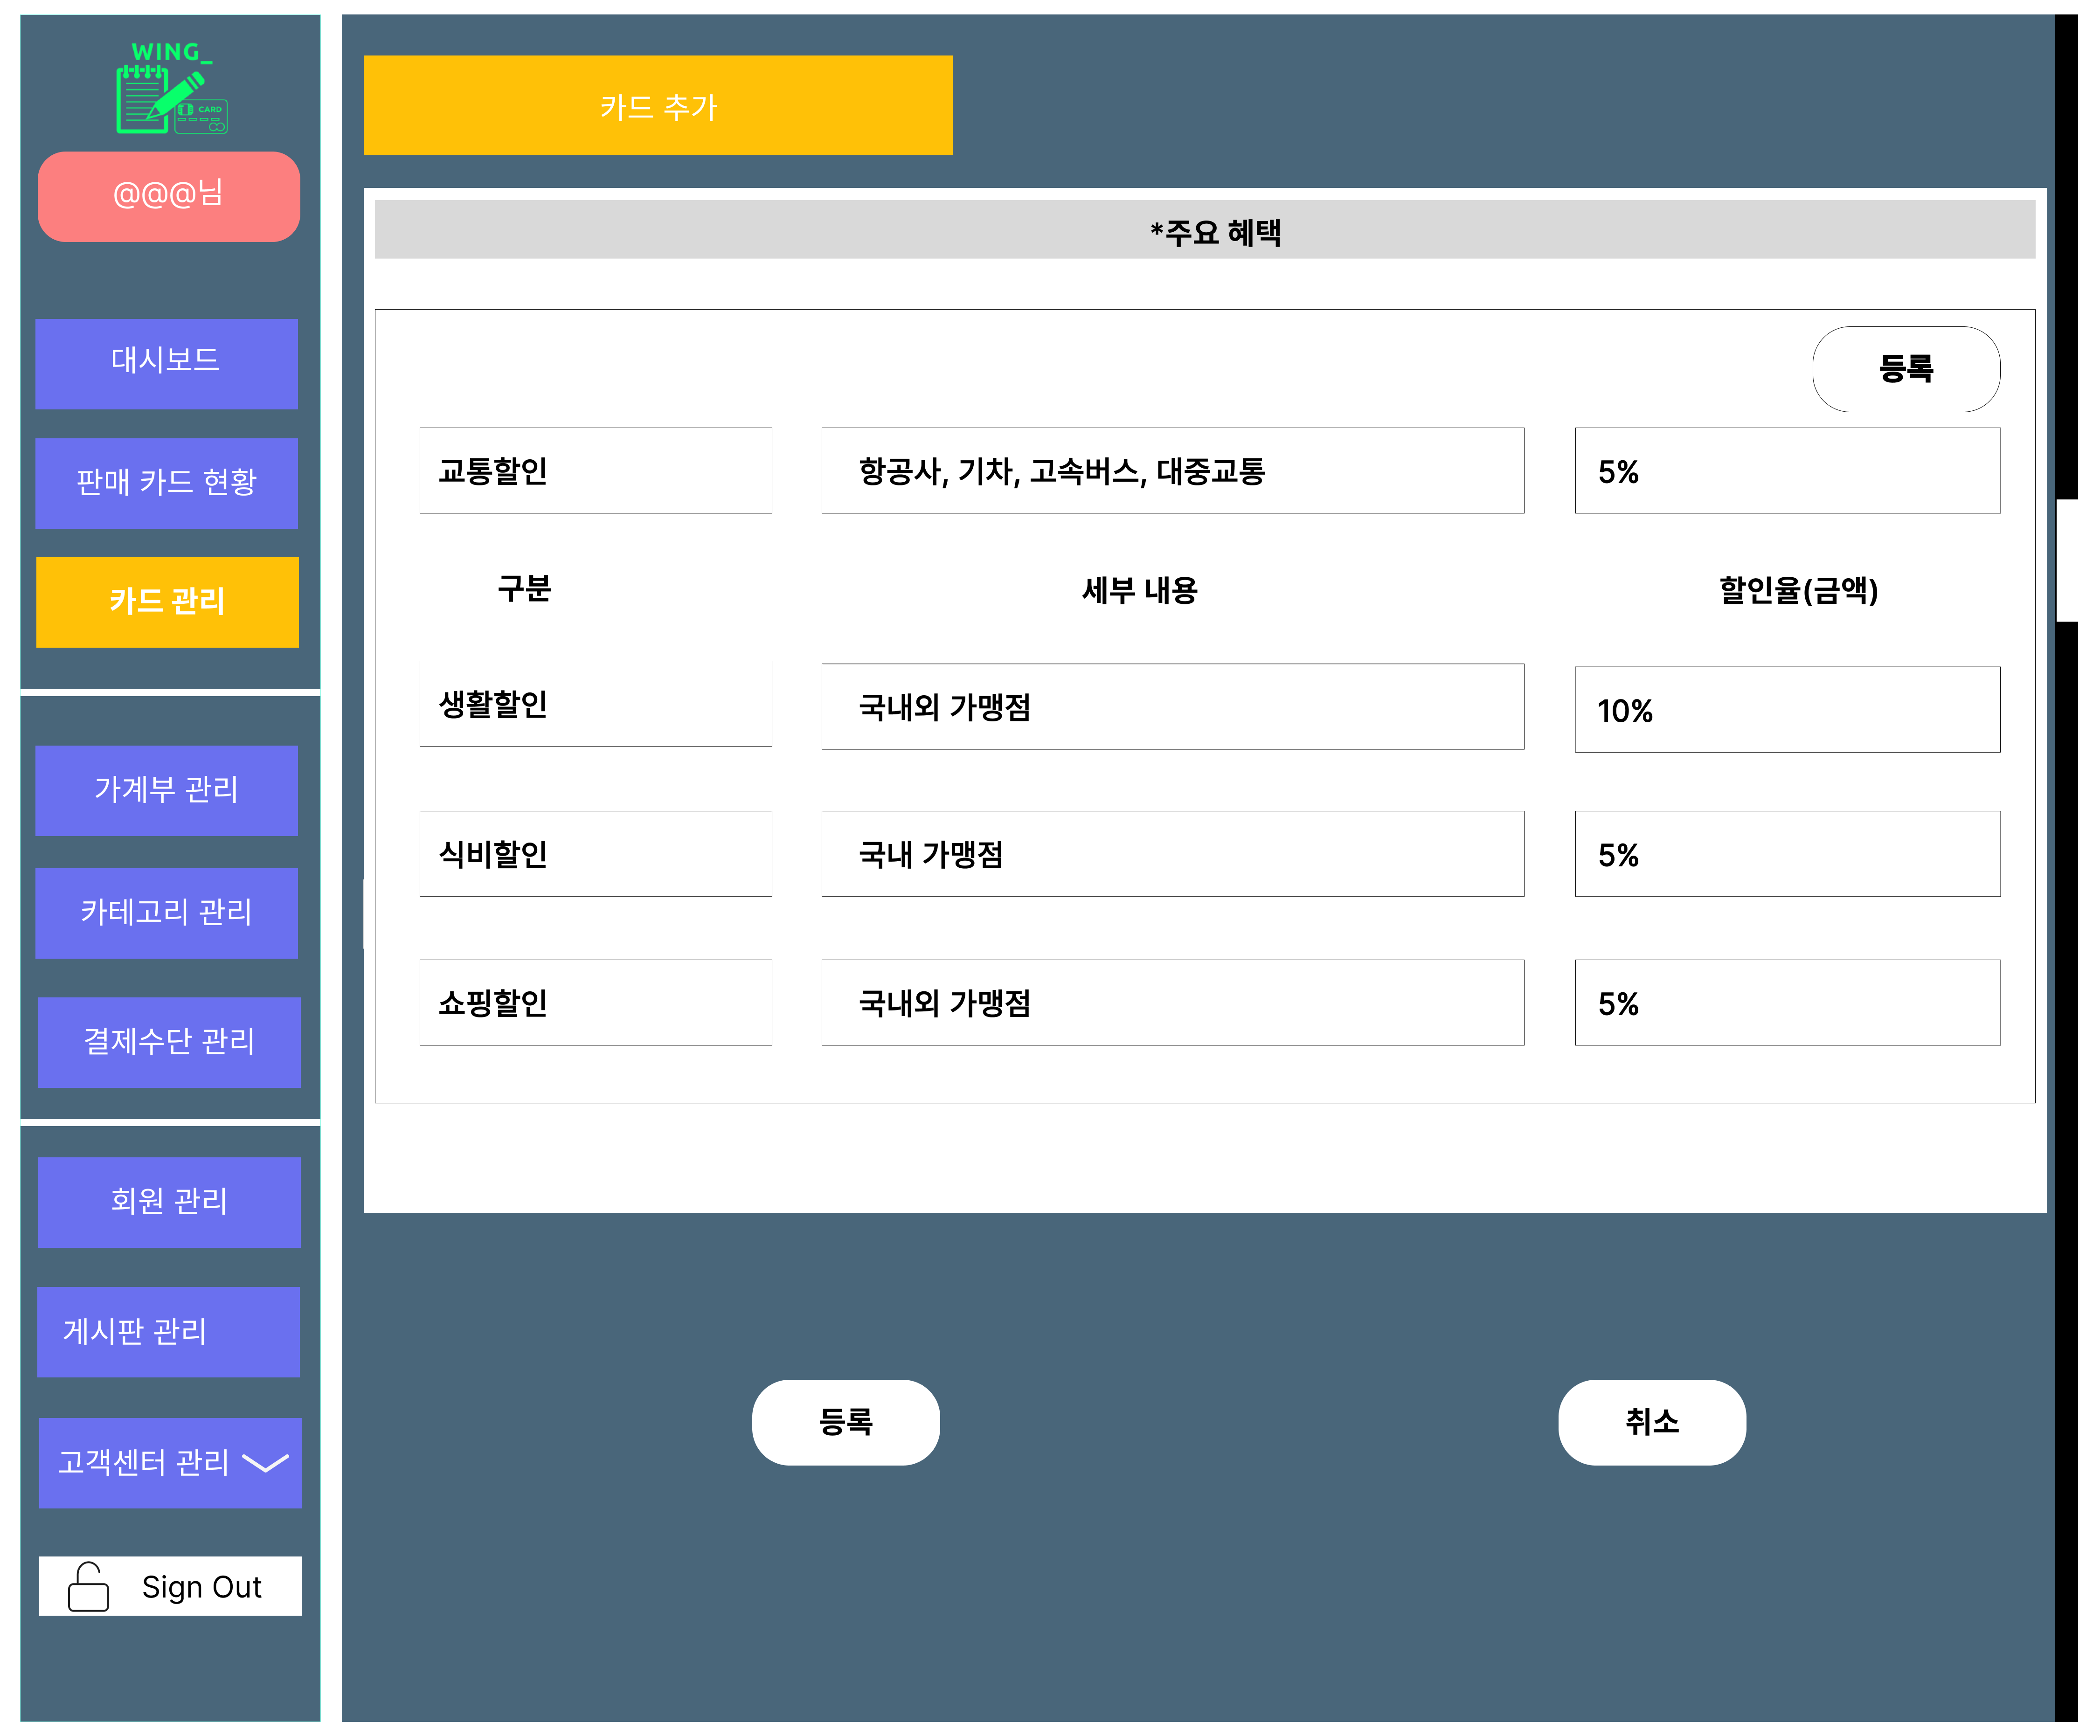 WING_
CARD
@@@님
대시보드
판매 카드 현황
카드 관리
가계부 관리
카테고리 관리
결제수단 관리
회원 관리
게시판 관리
고객센터 관리
Sign Out
카드 추가
*주요 혜택
등록
교통할인 항공사, 기차, 고속버스, 대중교통 5%
구분 세부 내용 할인율(금액)
생활할인 국내외 가맹점 10%
식비할인 국내 가맹점 5%
쇼핑할인 국내외 가맹점 5%
등록 취소